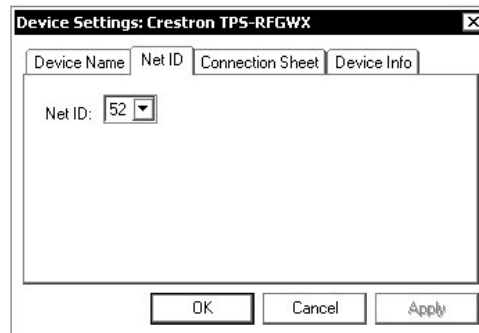 Device Settings: Crestron TPS-RFGWX
Device Name Net ID Connection Sheet Device Info
Net ID: 52
OK Cancel Apply